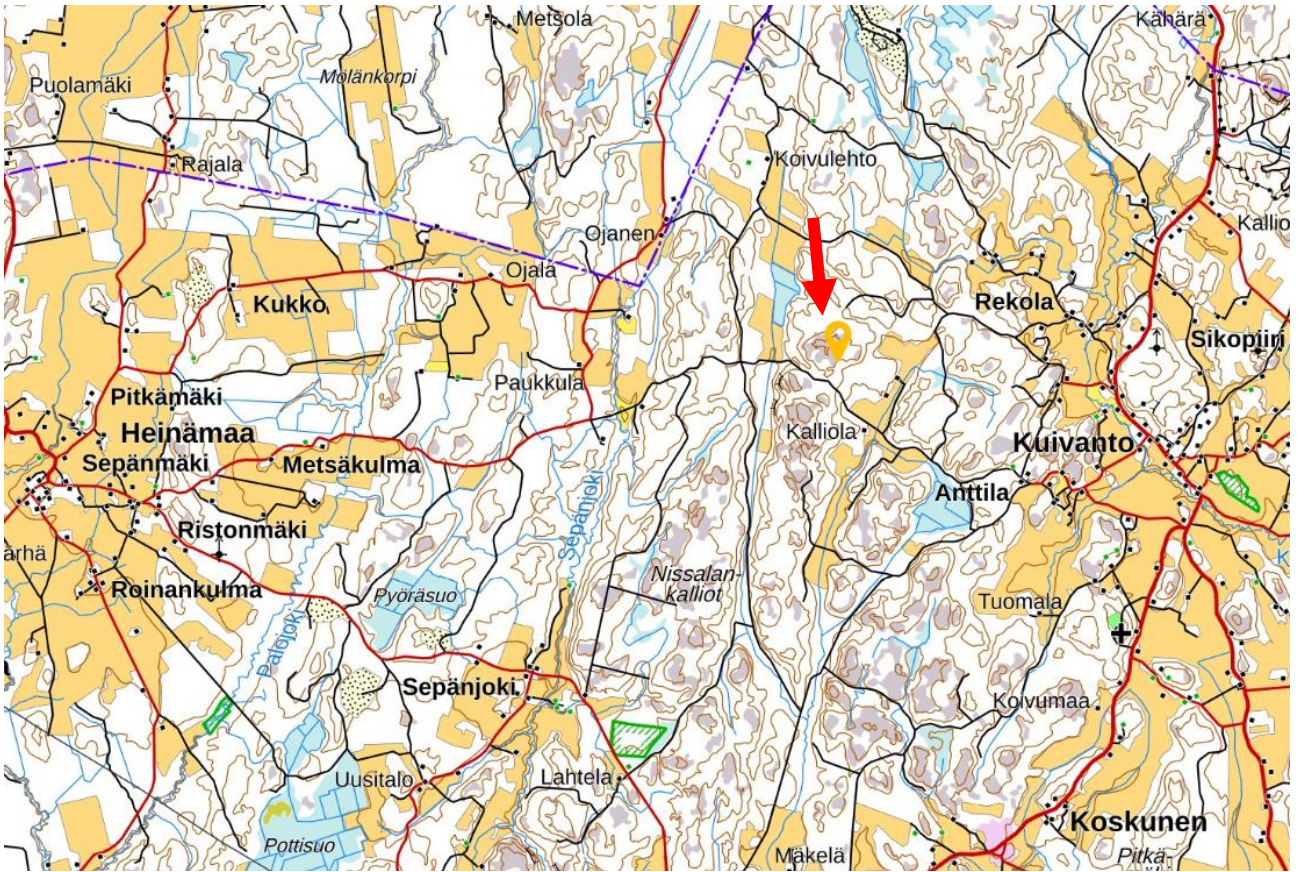 Metsola
Kähärä
Puolamäki
Mölänkorpi
Rajala
Koivulehto
Kallio
Ojanen
Ojala
Kukko
Rekola
Sikopiiri
Paukkula
Pitkämäki
Heinämaa
Kalliola
Kuivanto
Sepänmäki
Metsäkulma
Anttila
Ristonmäki
Sepänjoki
ärhä
K
Nissalan-
kalliot
Roinankulma
Pyöräsuo
Tuomala
Palojoki
Sepänjoki
Koivumaa
Uusitalo
Lahtela
Koskunen
Pottisuo
Mäkelä
Pitkä-